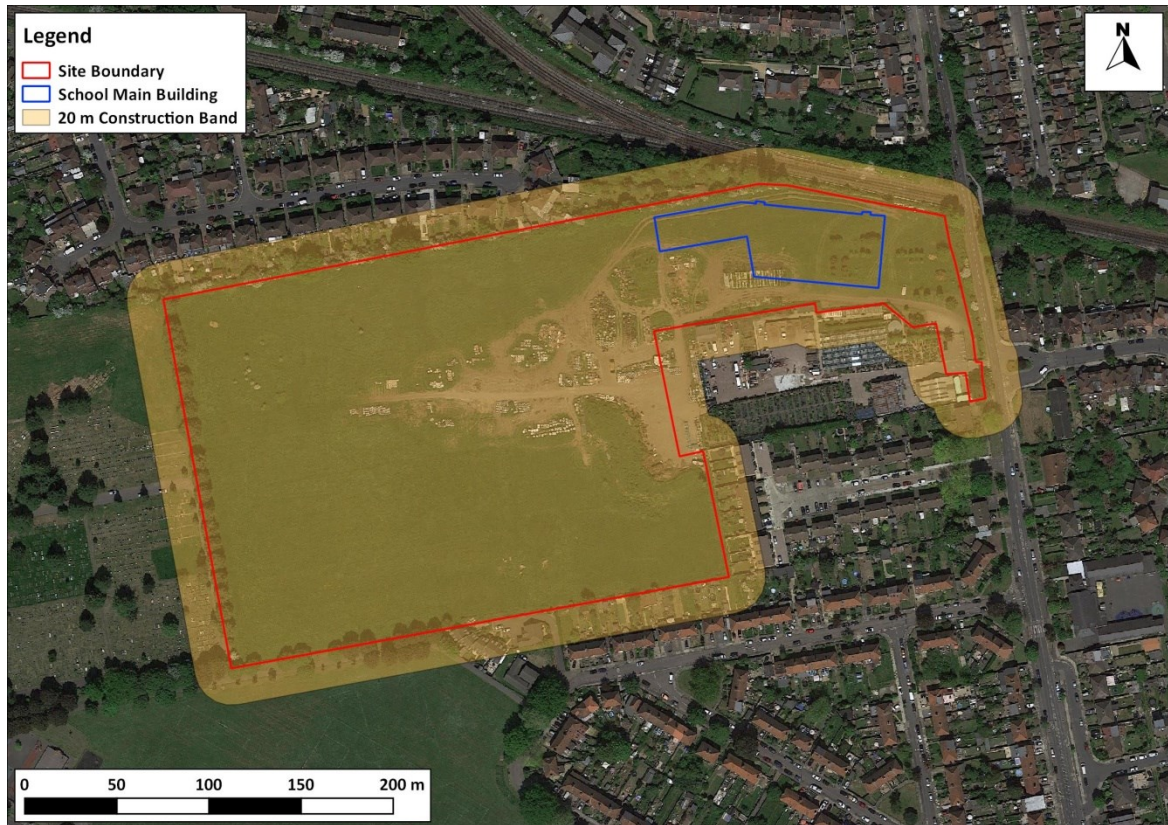 Legend
Site Boundary
School Main Building
20 m Construction Band
N
0 50 100 150 200 m